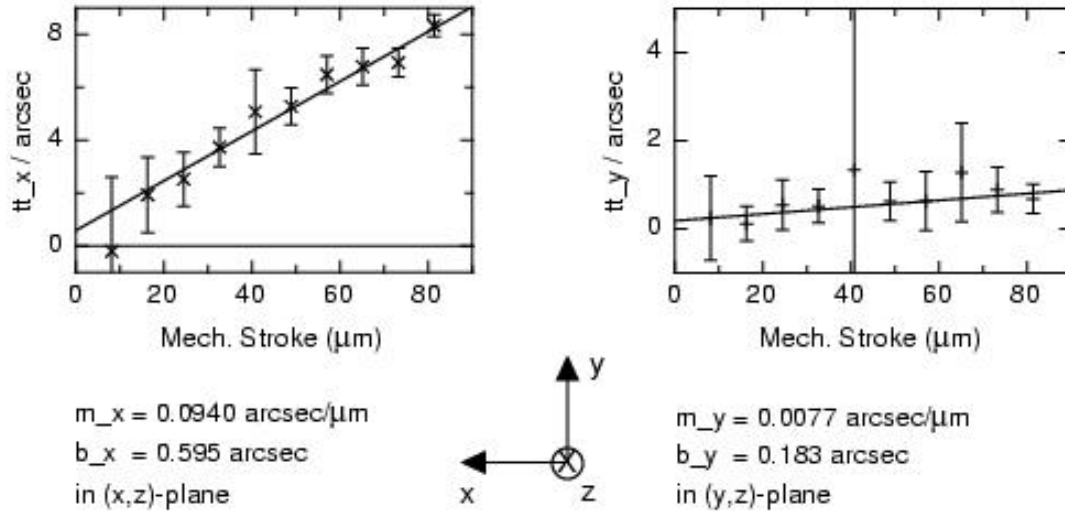 tt_x / arcsec
8
4
0
0 20 40 60 80
Mech. Stroke (μm)
tt_y / arcsec
4
2
0
0 20 40 60 80
Mech. Stroke (μm)
m_x = 0.0940 arcsec/μm
b_x = 0.595 arcsec
in (x,z)-plane
y
x
z
m_y = 0.0077 arcsec/μm
b_y = 0.183 arcsec
in (y,z)-plane